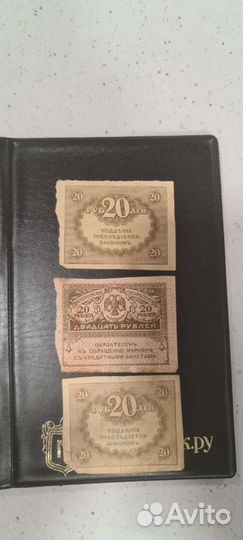 20 20
РУБ 20 ЛЕЙ
ПОДДѢЛКА
ПРЕСЛѢДУЕТСЯ
ЗАКОНОМЪ.
20 20
20 20
ДВАДЦАТЬ РУБЛЕЙ
ОБЯЗАТЕЛЕНЪ
КЪ ОБРАЩЕНІЮ НАРАВНѢ
СЪ КРЕДИТНЫМИ БИЛЕТАМИ.
20 20
РУБ 20 ЛЕЙ
ПОДДѢЛКА
ПРЕСЛѢДУЕТСЯ
ЗАКОНОМЪ.
20 20
к.ру
Avito